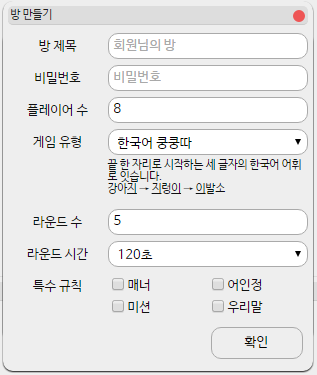 방 만들기
방 제목 회원님의 방
비밀번호 비밀번호
플레이어 수 8
게임 유형 한국어 쿵쿵따
끝 한 자리로 시작하는 세 글자의 한국어 어휘
로 잇습니다.
강아지 → 지렁이 → 이발소
라운드 수 5
라운드 시간 120초
특수 규칙 매너 어인정
미션 우리말
확인